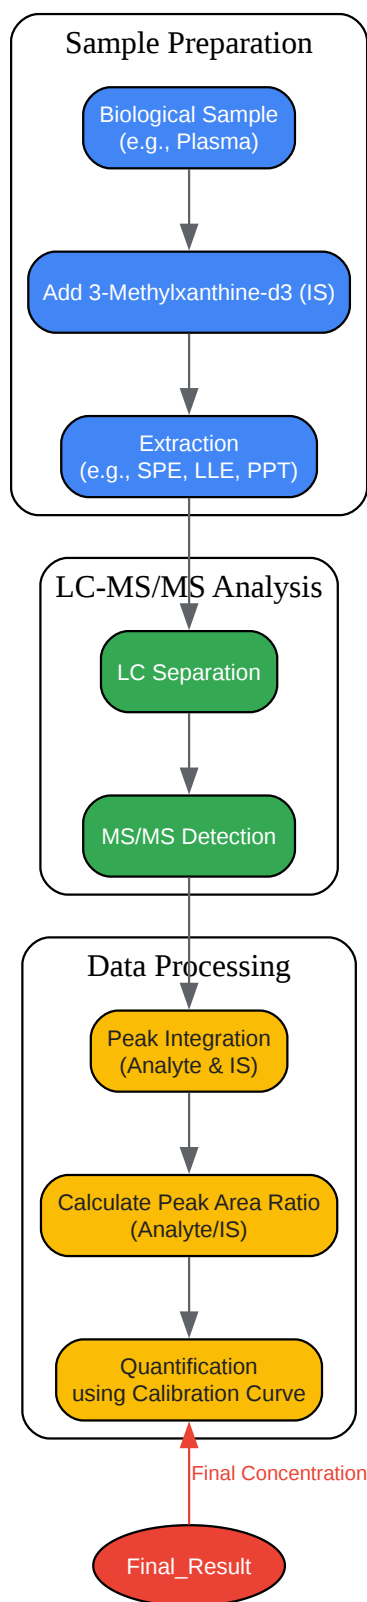 Sample Preparation
Biological Sample
(e.g., Plasma)
Add 3-Methylxanthine-d3 (IS)
Extraction
(e.g., SPE, LLE, PPT)
LC-MS/MS Analysis
LC Separation
MS/MS Detection
Data Processing
Peak Integration
(Analyte & IS)
Calculate Peak Area Ratio
(Analyte/IS)
Quantification
using Calibration Curve
Final Concentration
Final_Result